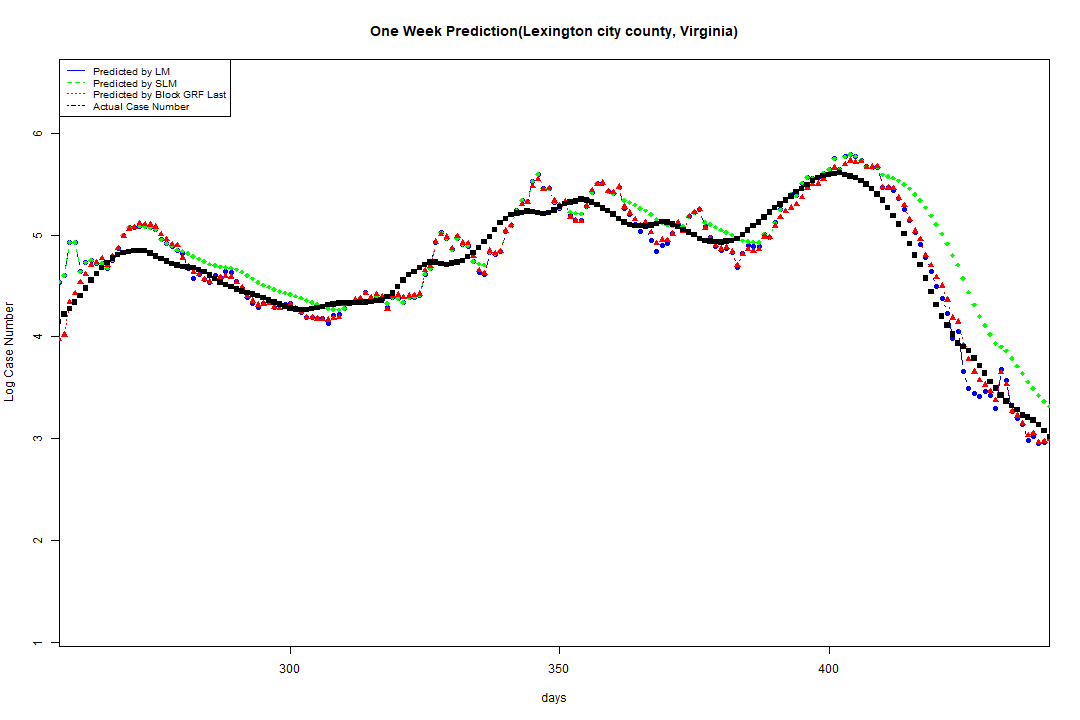 One Week Prediction(Lexington city county, Virginia)
Predicted by LM
Predicted by SLM
Predicted by Block GRF Last
Actual Case Number
6
5
4
3
2
1
Log Case Number
300 350 400
days